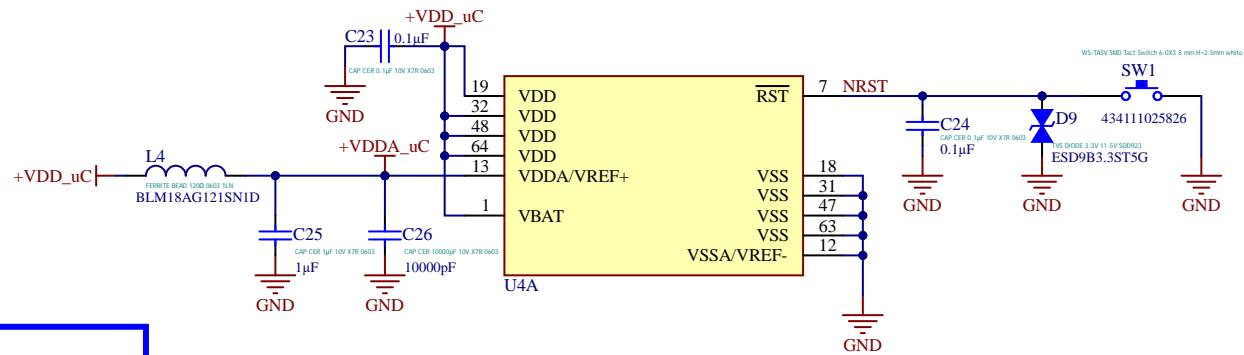 +VDD_uC
C23
0.1µF
CAP CER 0.1µF 10V X7R 0603
GND
+VDDA_uC
+VDD_uC
L4
FERRITE BEAD 120Ω 0603 1LN
BLM18AG121SN1D
C25
CAP CER 1µF 10V X7R 0603
1µF
GND
C26
CAP CER 10000pF 10V X7R 0603
10000pF
GND
19 VDD
32 VDD
48 VDD
64 VDD
13 VDDA/VREF+
1 VBAT
RST 7 NRST
VSS 18
VSS 31
VSS 47
VSS 63
VSSA/VREF- 12
U4A
GND
C24
CAP CER 0.1µF 10V X7R 0603
0.1µF
GND
D9
TVS DIODE 3.3V 11.5V SOD923
ESD9B3.3ST5G
GND
WS-TASV SMD Tact Switch 6.0X3.8 mm H=2.5mm white
SW1
434111025826
GND